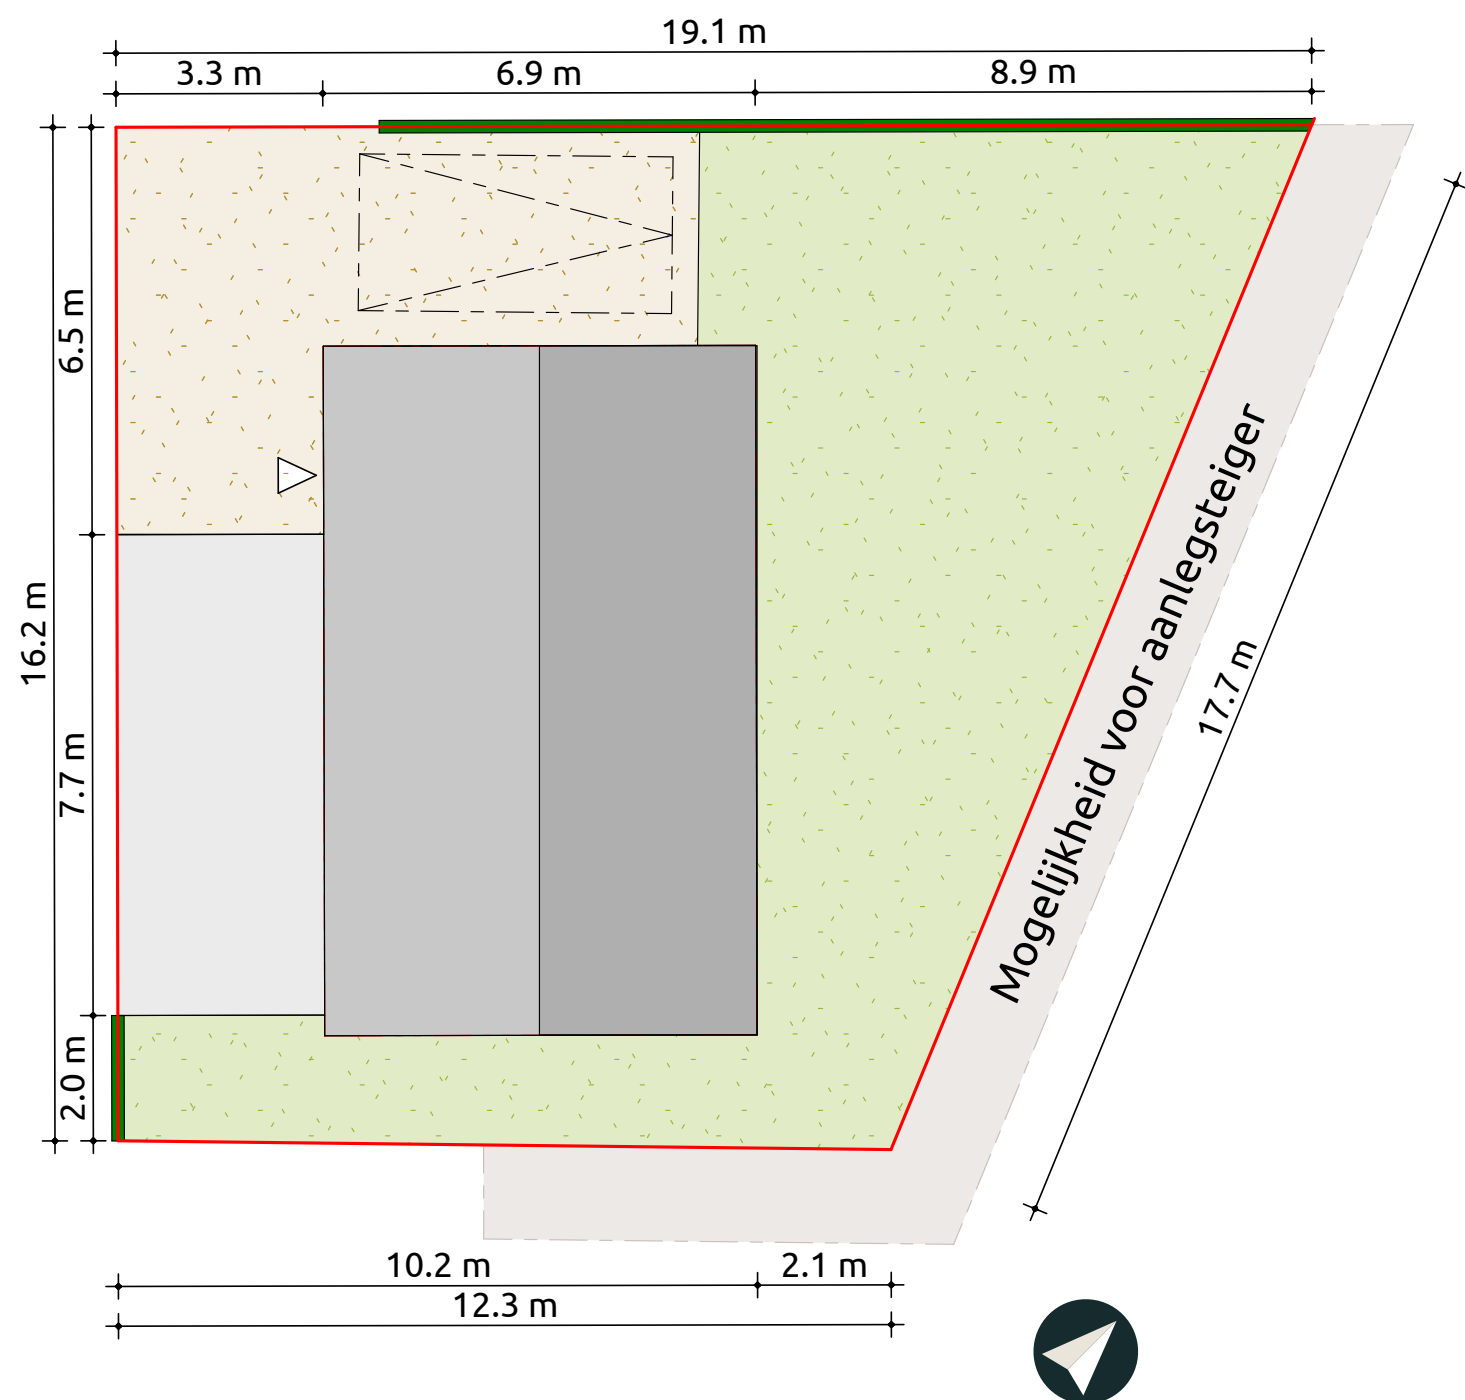 19.1 m
3.3 m
6.9 m
8.9 m
6.5 m
16.2 m
7.7 m
2.0 m
Mogelijkheid voor aanlegsteiger
17.7 m
10.2 m
2.1 m
12.3 m